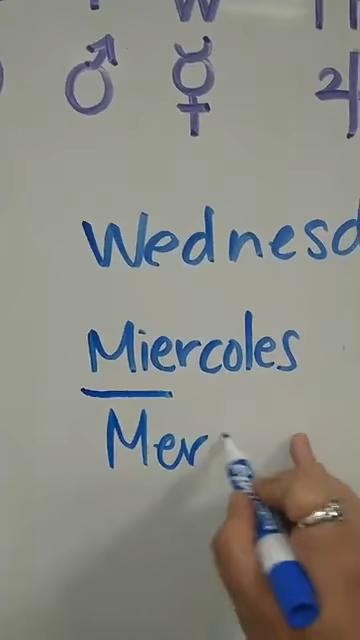 W
♂ ☿ ♃
Wednesd
Miercoles
Mer